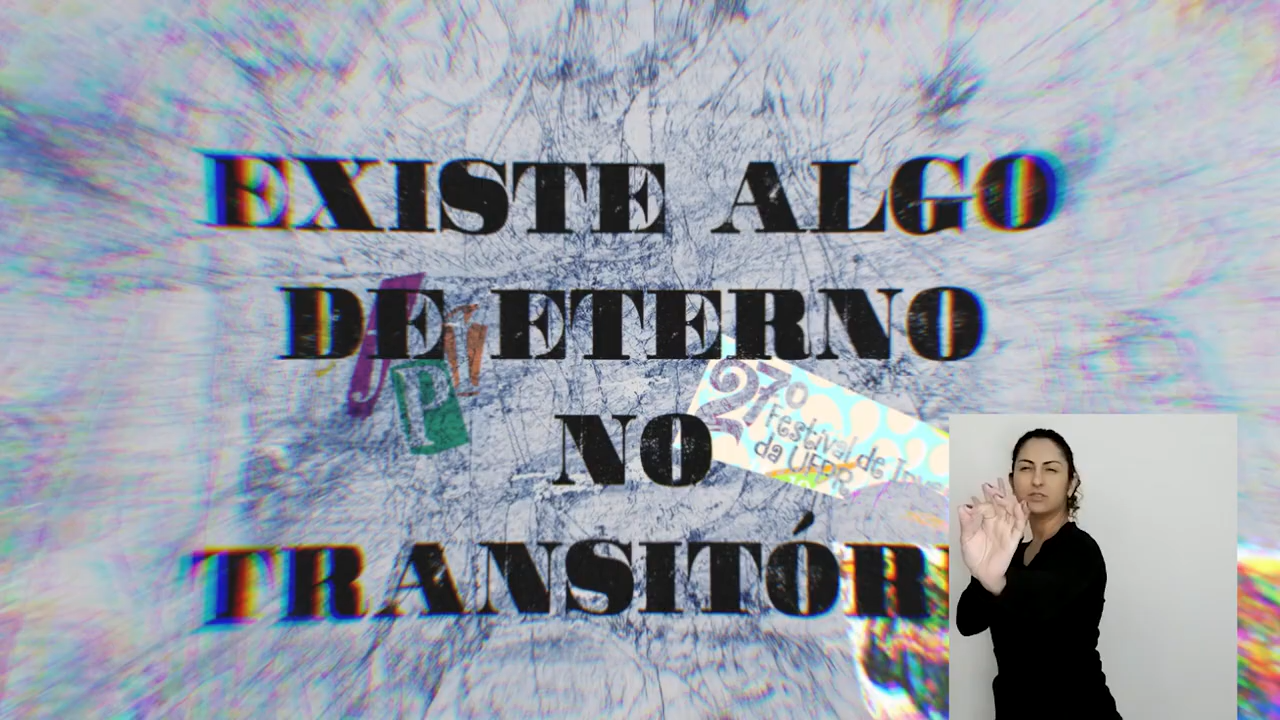 EXISTE ALGO
DE ETERNO
NO
TRANSITÓR
27º
Festival de
da UFPR